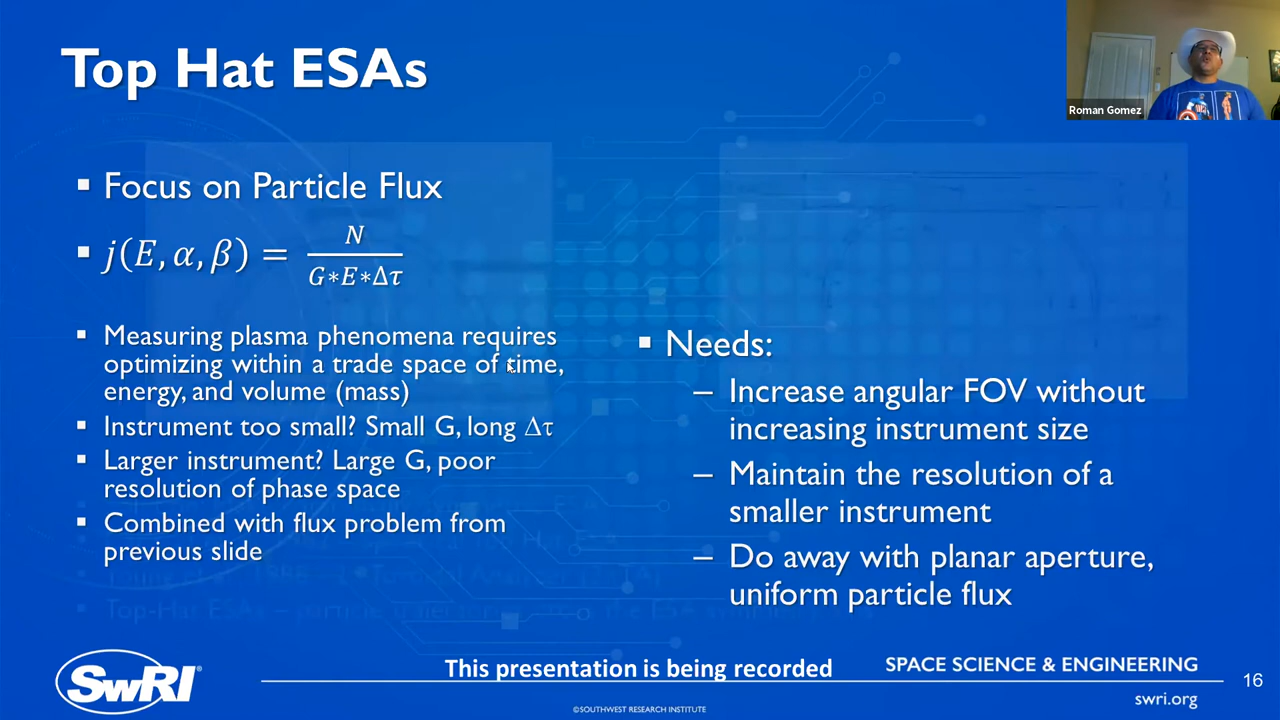 Top Hat ESAs
Roman Gomez
▪ Focus on Particle Flux
▪ j(E, α, β) = N / G∗E∗Δτ
▪ Measuring plasma phenomena requires
optimizing within a trade space of time,
energy, and volume (mass)
▪ Instrument too small? Small G, long Δτ
▪ Larger instrument? Large G, poor
resolution of phase space
▪ Combined with flux problem from
previous slide
▪ Needs:
– Increase angular FOV without
increasing instrument size
– Maintain the resolution of a
smaller instrument
– Do away with planar aperture,
uniform particle flux
SwRI®
This presentation is being recorded
SPACE SCIENCE & ENGINEERING
16
swri.org
©SOUTHWEST RESEARCH INSTITUTE